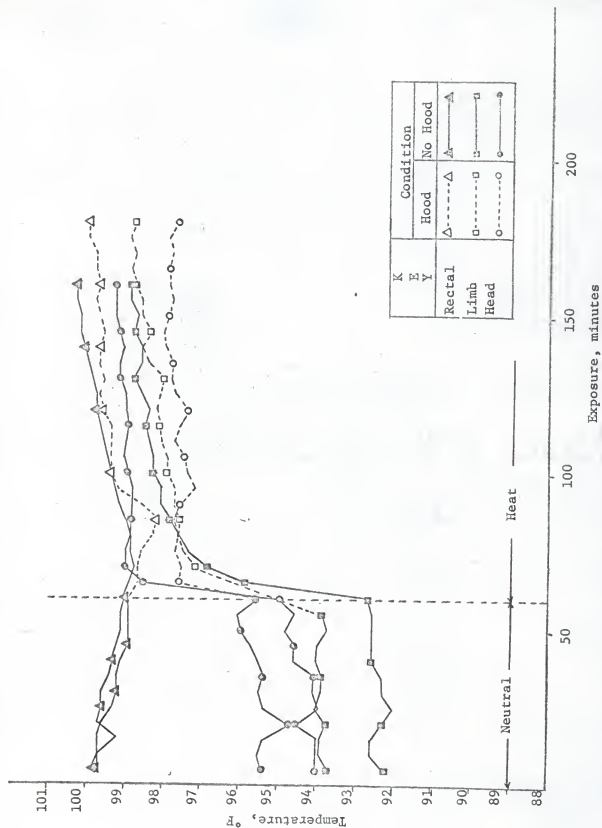 Temperature, °F
101
100
99
98
97
96
95
94
93
92
91
90
89
88
50
100
150
200
Exposure, minutes
Neutral
Heat
K E Y
Condition
Hood
No Hood
Rectal
Limb
Head